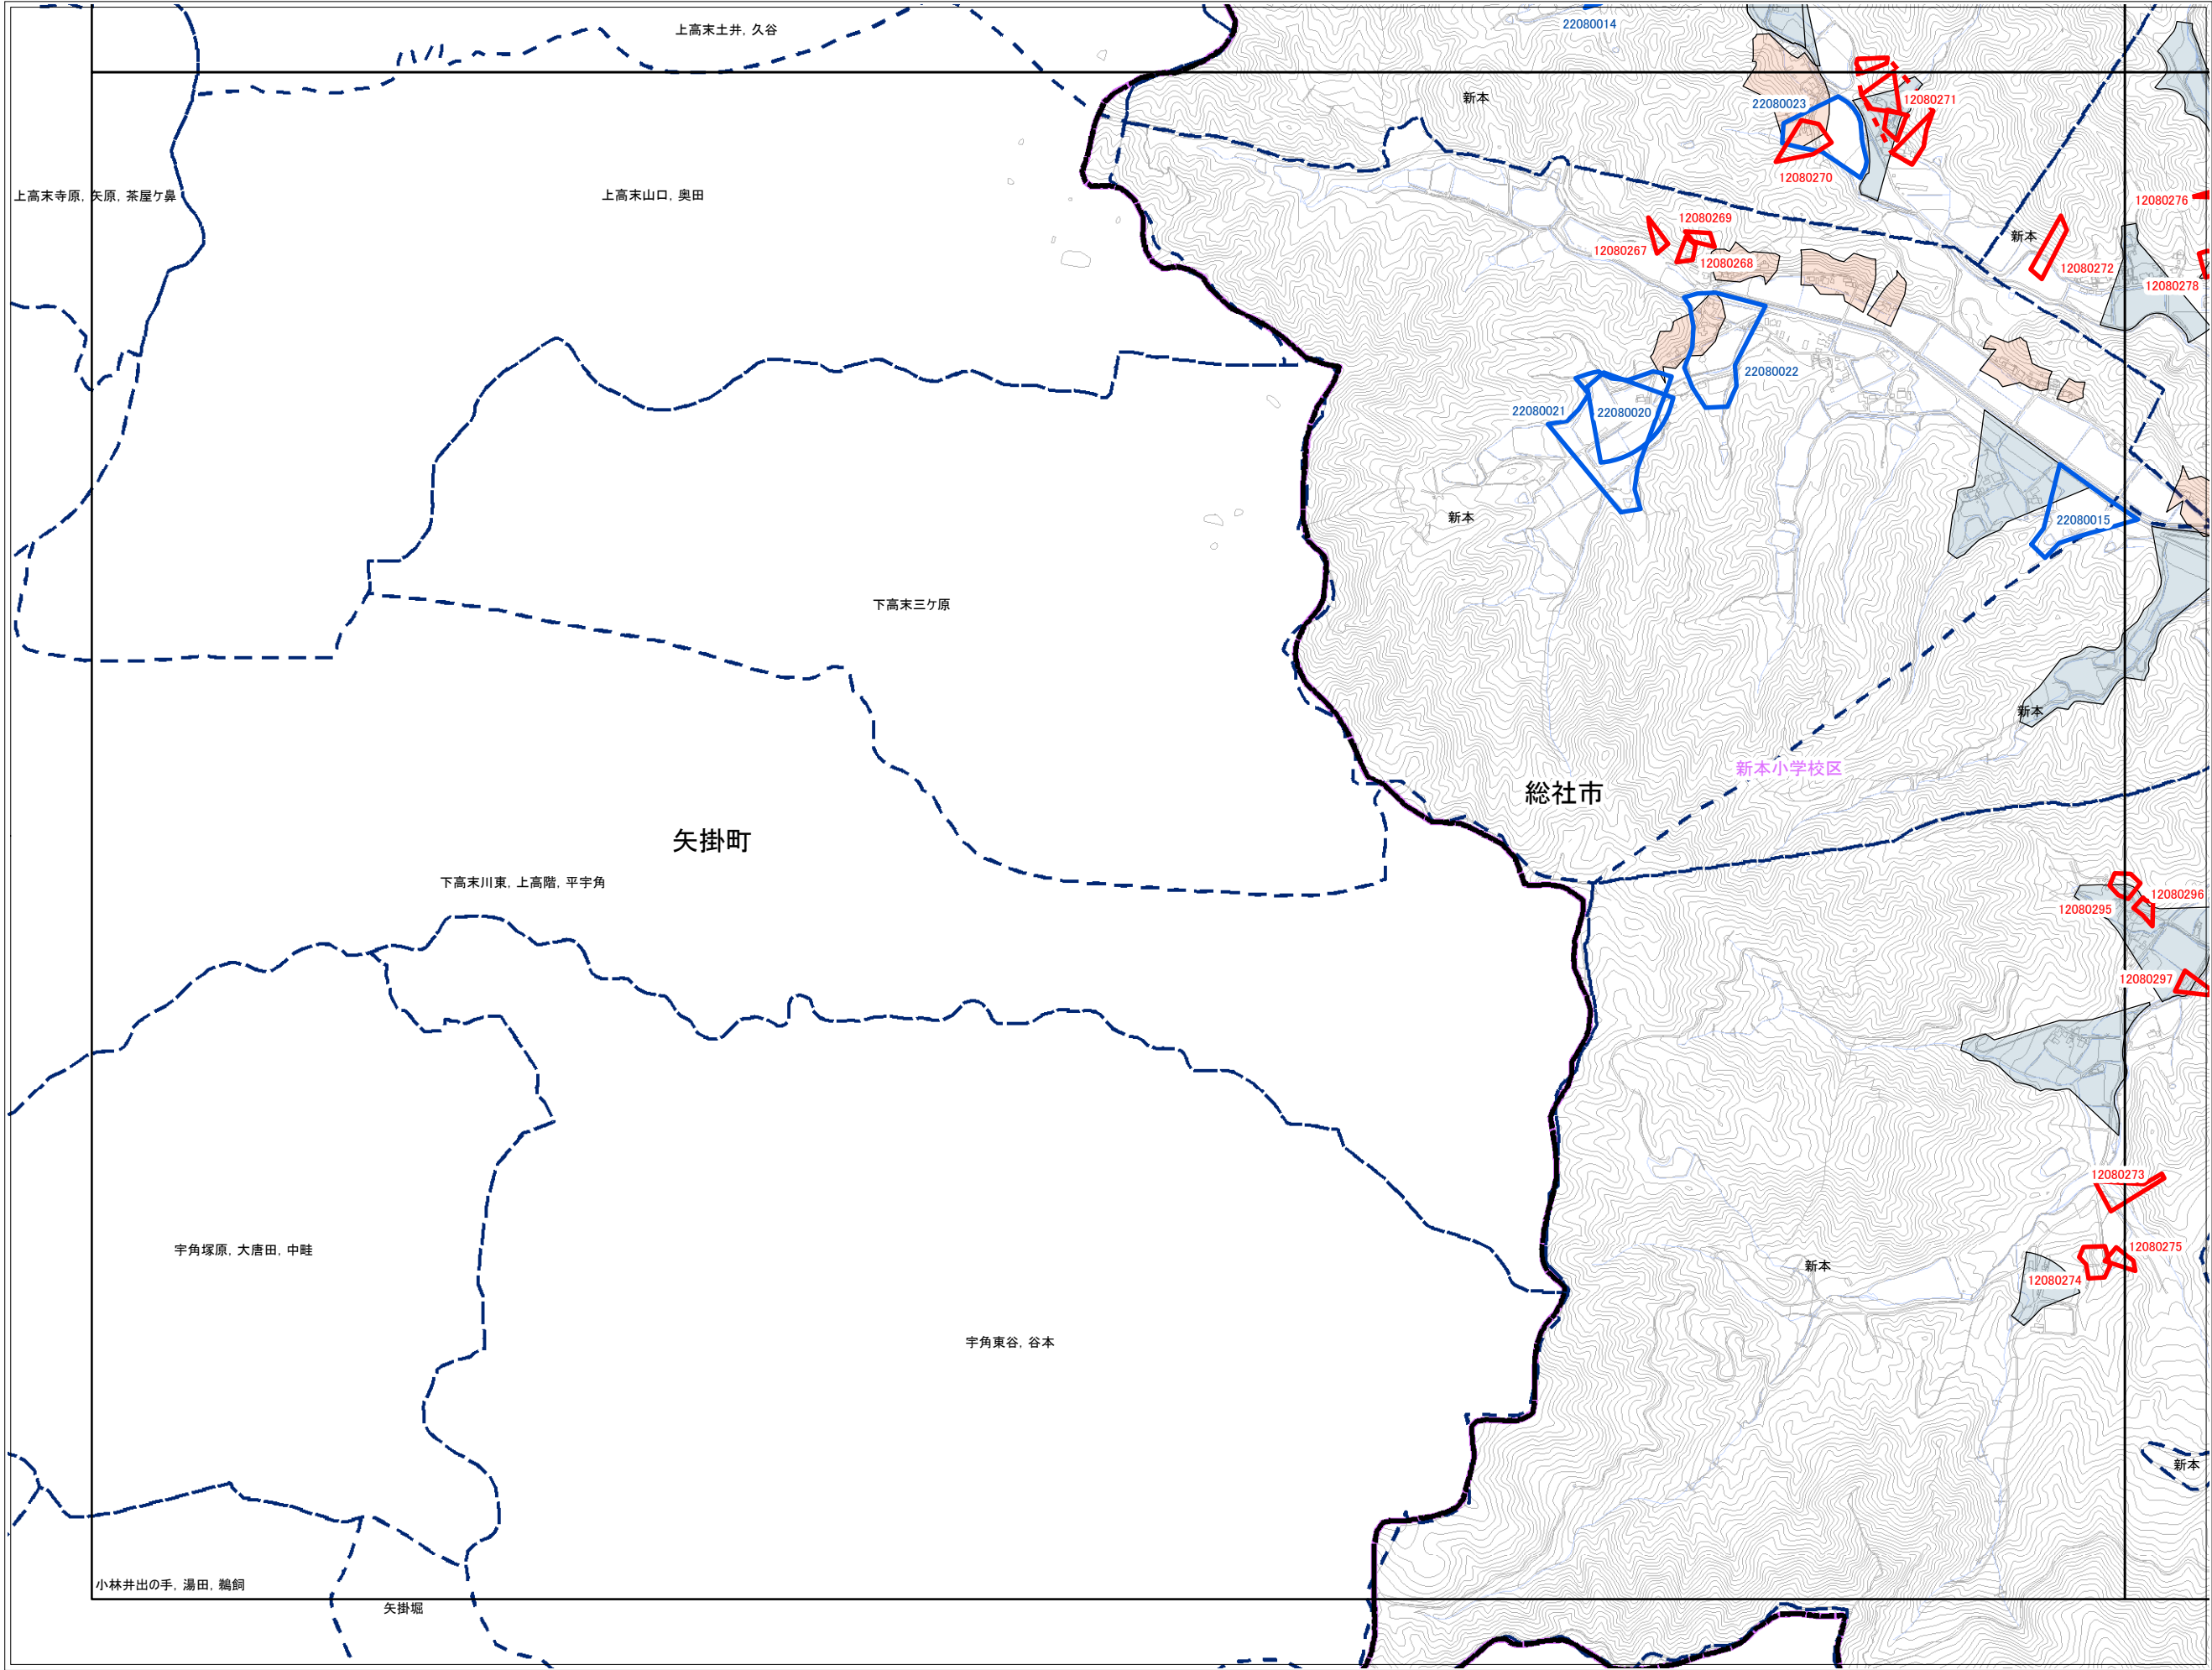 上高末土井, 久谷
22080014
新本
22080023
12080271
12080270
上高末寺原, 矢原, 茶屋ケ鼻
上高末山口, 奥田
12080276
12080269
12080267
12080268
新本
12080272
12080278
22080022
22080021
22080020
新本
22080015
下高末三ケ原
新本
新本小学校区
総社市
矢掛町
下高末川東, 上高階, 平宇角
12080296
12080295
12080297
12080273
宇角塚原, 大唐田, 中畦
12080275
新本
12080274
宇角東谷, 谷本
新本
小林井出の手, 湯田, 鵜飼
矢掛堀